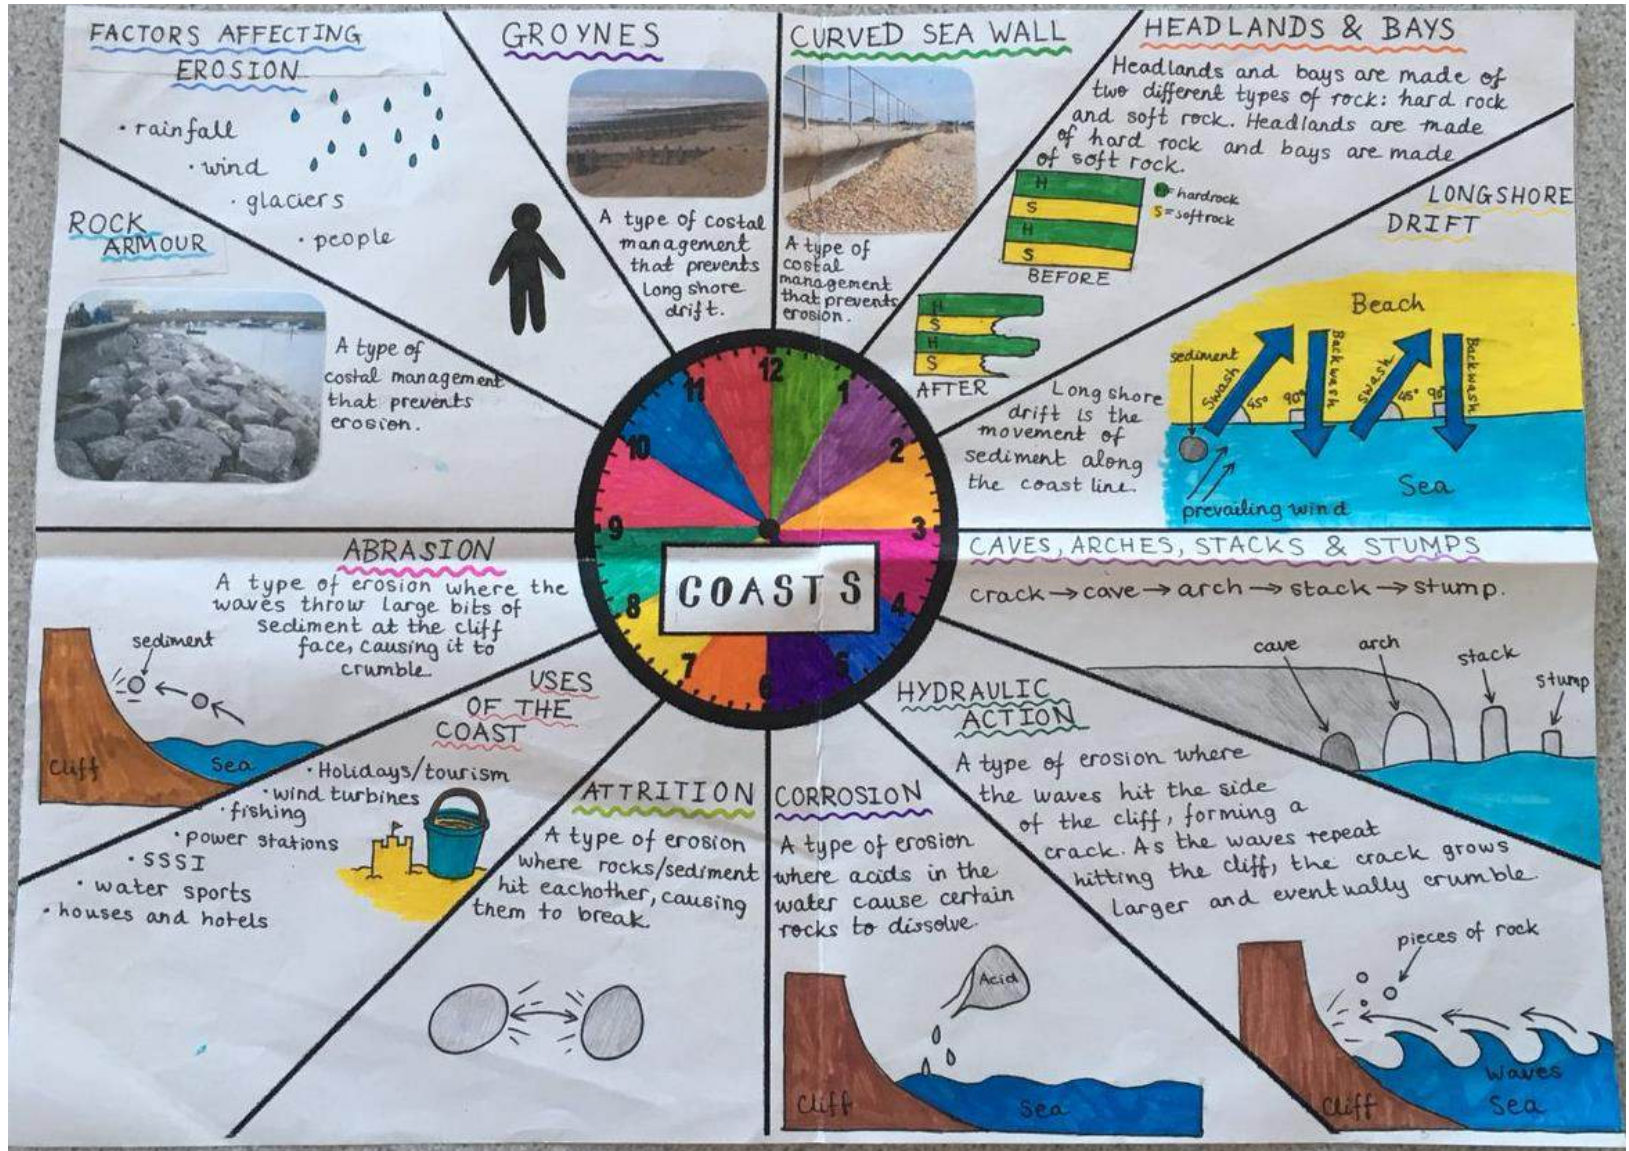 FACTORS AFFECTING
EROSION
• rainfall
• wind
• glaciers
• people
GROYNES
A type of costal
management
that prevents
Long shore
drift.
CURVED SEA WALL
A type of
costal
management
that prevents
erosion.
HEADLANDS & BAYS
Headlands and bays are made of
two different types of rock: hard rock
and soft rock. Headlands are made
of hard rock and bays are made
of soft rock.
H
S
H
S
BEFORE
H = hardrock
S = softrock
H
S
H
S
AFTER
LONGSHORE
DRIFT
Long shore
drift is the
movement of
sediment along
the coast line.
Beach
sediment
Swash
45°
90°
Backwash
Swash
45°
90°
Backwash
Sea
prevailing wind
CAVES, ARCHES, STACKS & STUMPS
crack → cave → arch → stack → stump.
cave
arch
stack
stump
HYDRAULIC
ACTION
A type of erosion where
the waves hit the side
of the cliff, forming a
crack. As the waves repeat
hitting the cliff, the crack grows
larger and eventually crumble.
pieces of rock
Waves
Cliff
Sea
CORROSION
A type of erosion
where acids in the
water cause certain
rocks to dissolve.
Acid
Cliff
Sea
ATTRITION
A type of erosion
where rocks/sediment
hit eachother, causing
them to break.
USES
OF THE
COAST
• Holidays/tourism
• wind turbines
• fishing
• power stations
• SSSI
• water sports
• houses and hotels
ABRASION
A type of erosion where the
waves throw large bits of
sediment at the cliff
face, causing it to
crumble.
sediment
Cliff
Sea
ROCK
ARMOUR
A type of
costal management
that prevents
erosion.
12
1
2
3
4
5
6
7
8
9
10
11
COASTS